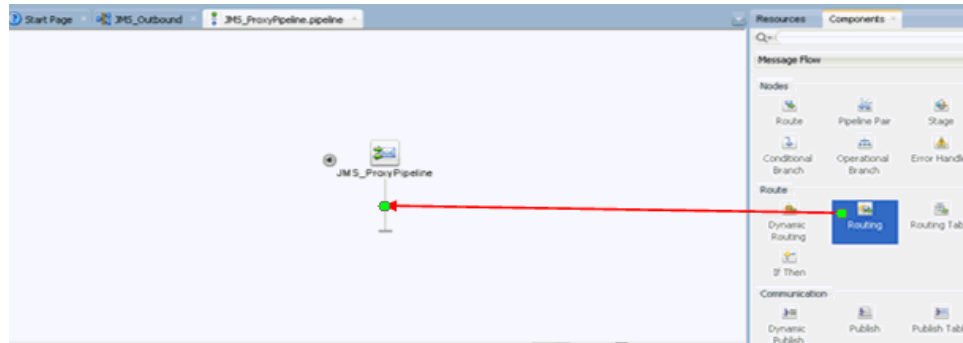 Start Page
JMS_Outbound
JMS_ProxyPipeline.pipeline
Resources
Components
Message Flow
Nodes
Route
Pipeline Pair
Stage
Conditional
Branch
Operational
Branch
Error Handl
JMS_ProxyPipeline
Route
Dynamic
Routing
Routing
Routing Tab
If Then
Communication
Dynamic
Publish
Publish
Publish Tabl